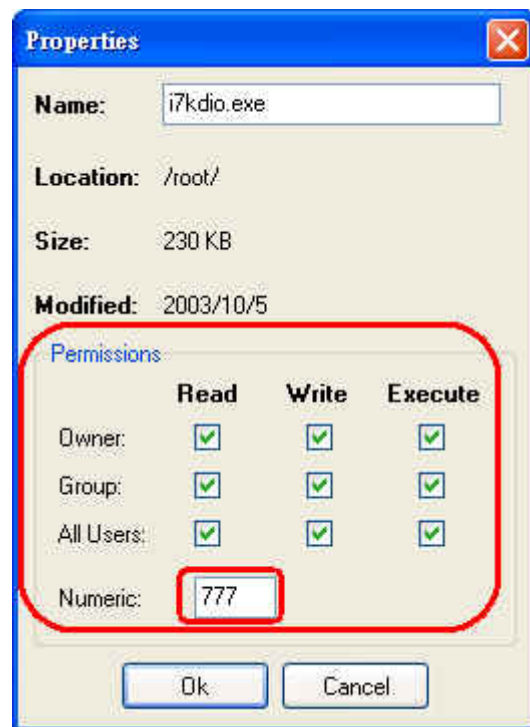 Properties
Name: i7kdio.exe
Location: /root/
Size: 230 KB
Modified: 2003/10/5
Permissions
Read Write Execute
Owner:
Group:
All Users:
Numeric: 777
Ok Cancel